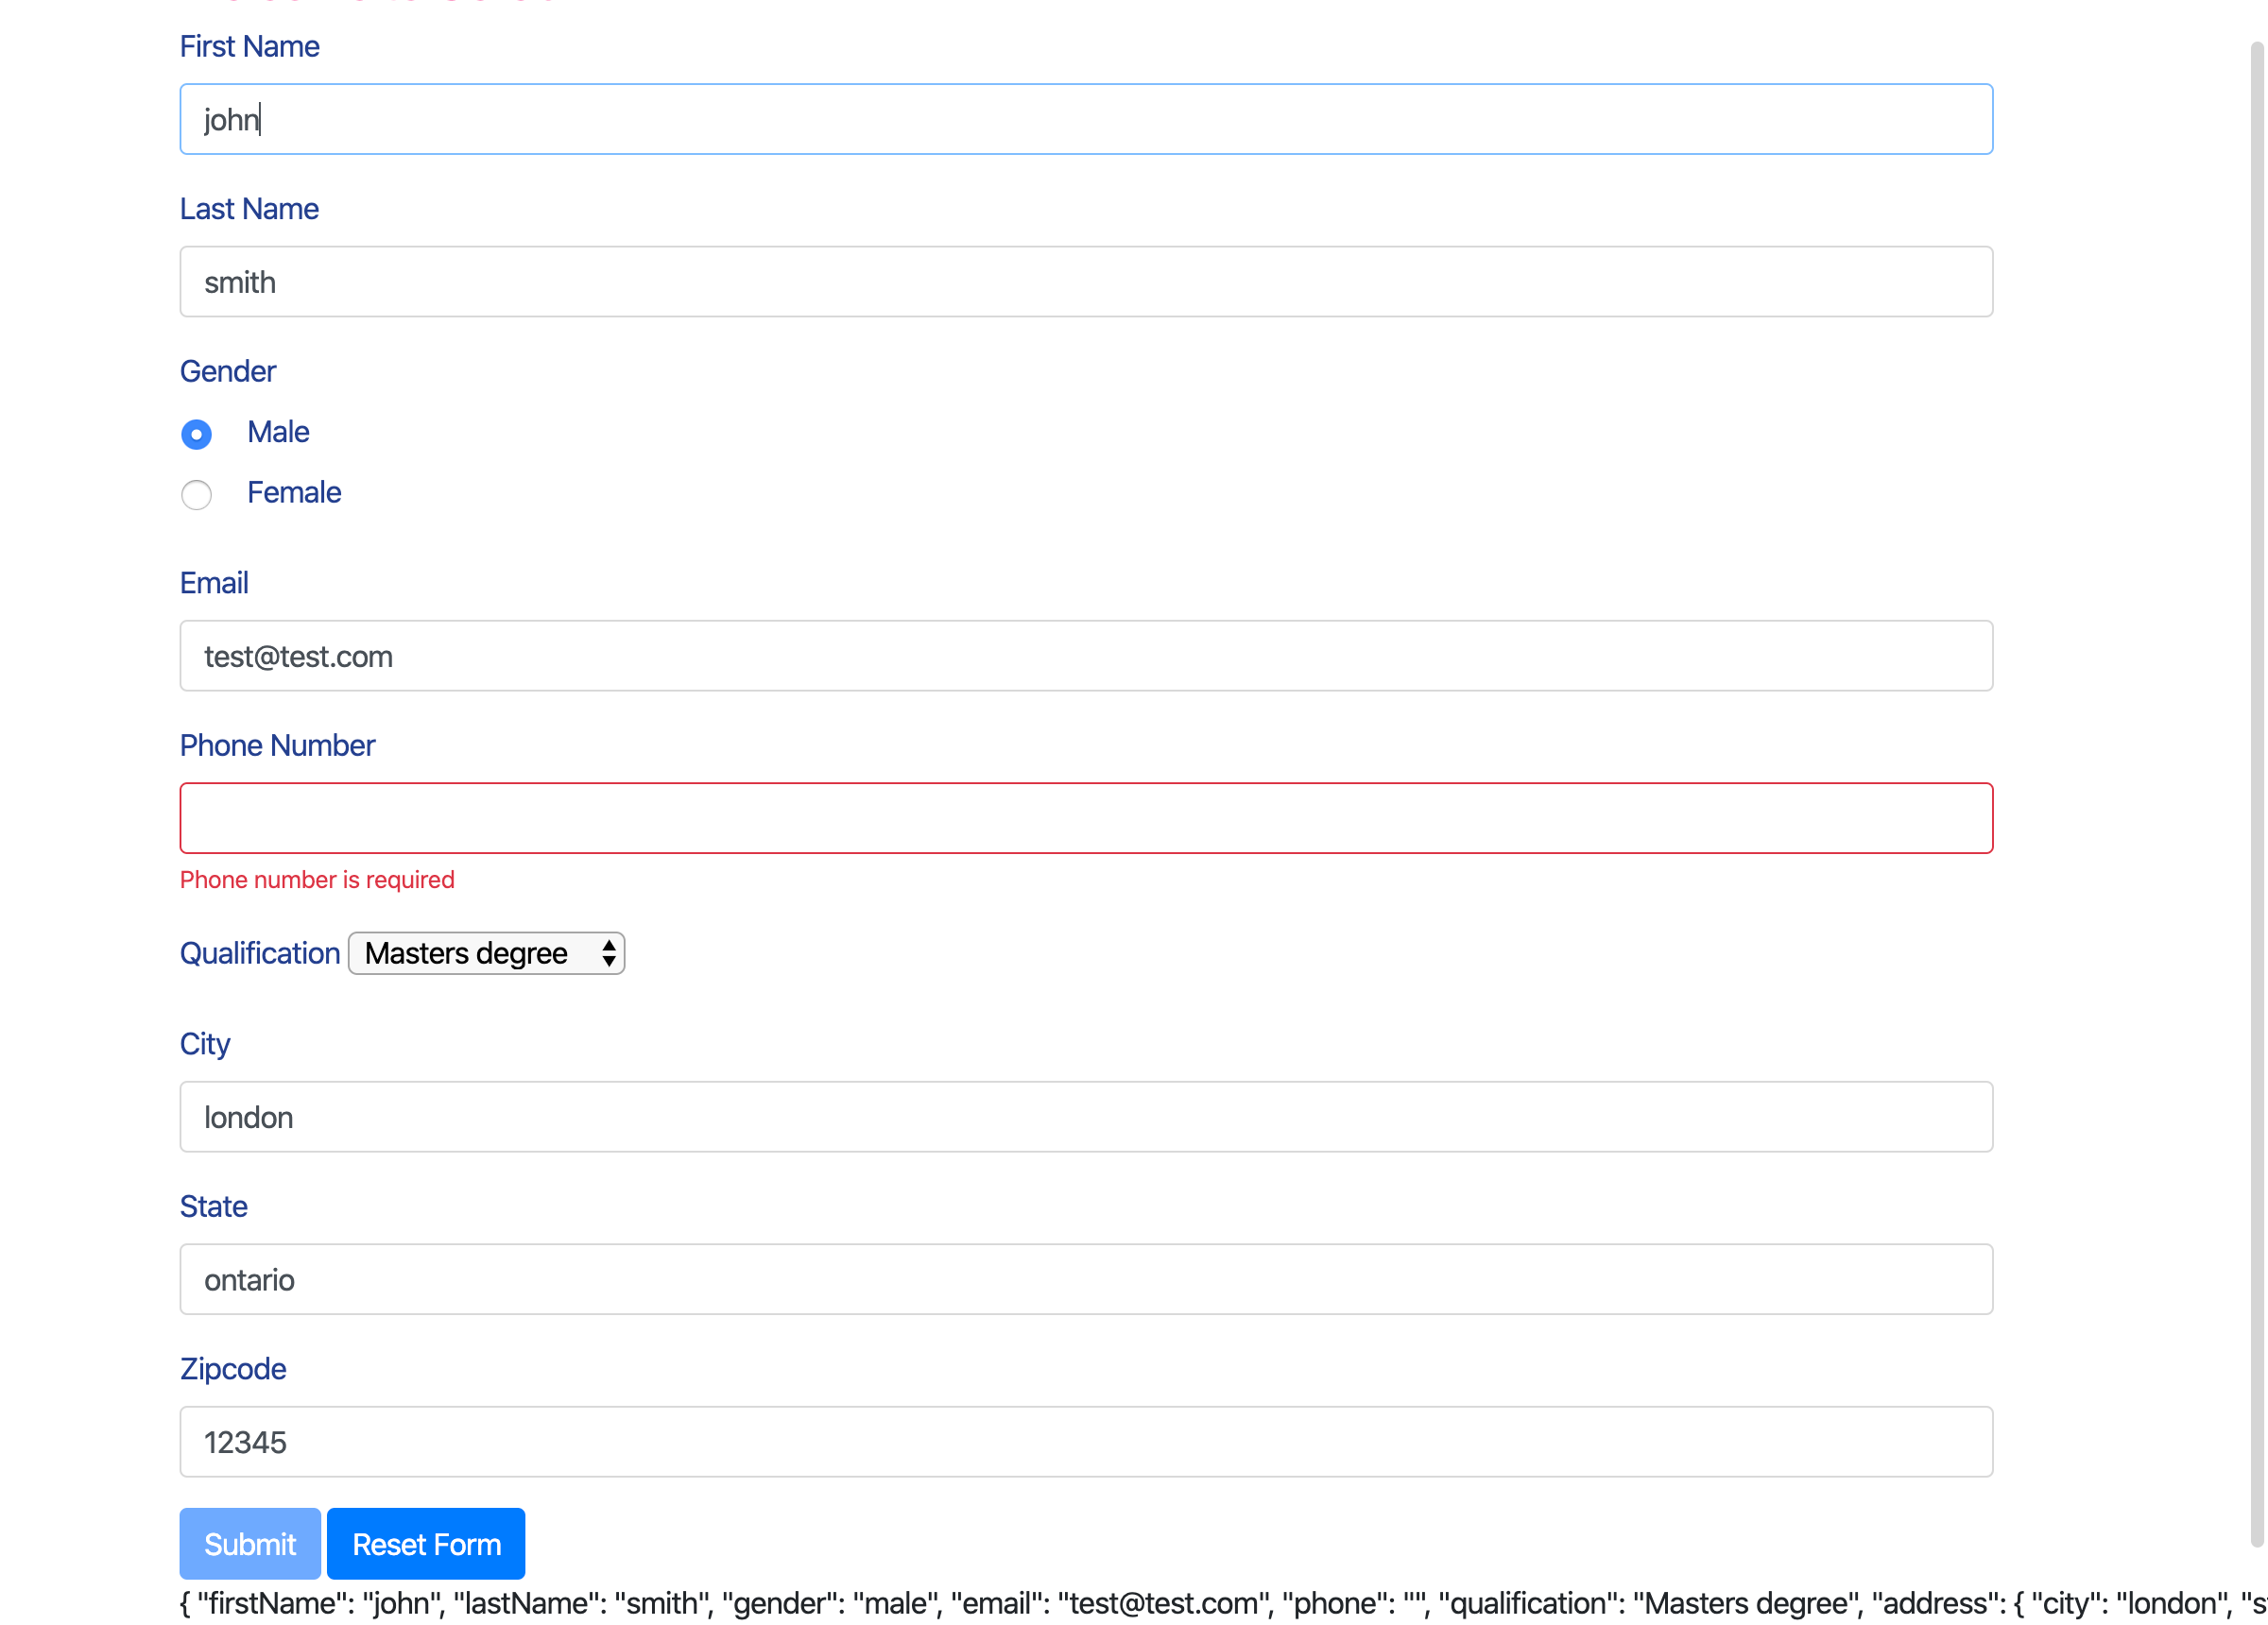 First Name
john
Last Name
smith
Gender
Male
Female
Email
test@test.com
Phone Number
Phone number is required
Qualification Masters degree
City
london
State
ontario
Zipcode
12345
Submit Reset Form
{ "firstName": "john", "lastName": "smith", "gender": "male", "email": "test@test.com", "phone": "", "qualification": "Masters degree", "address": { "city": "london",